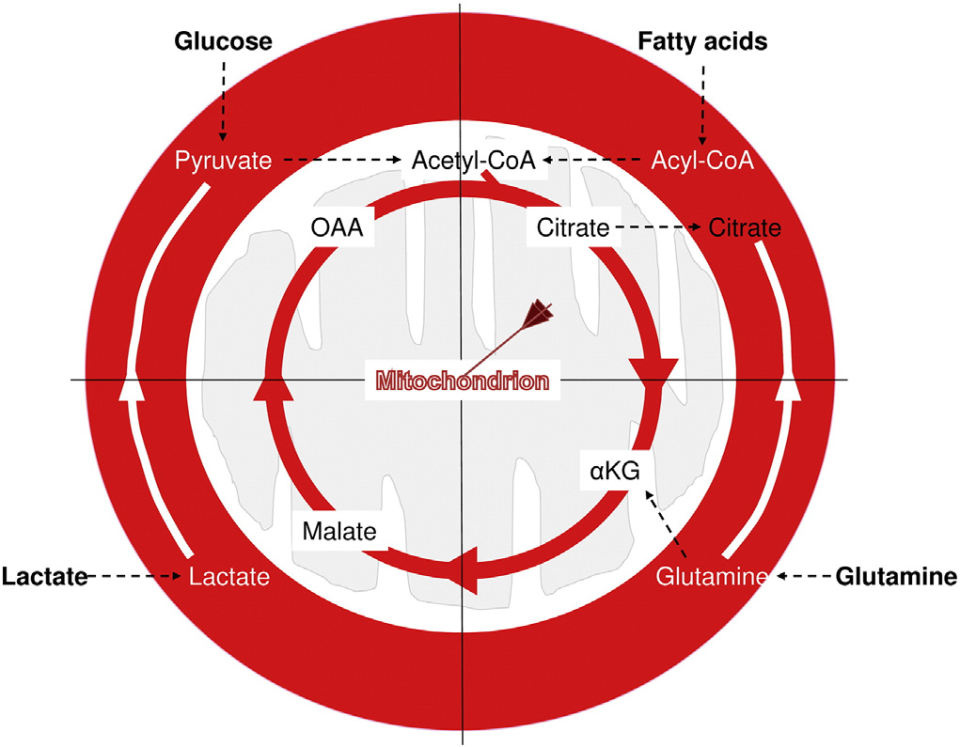 Glucose
Fatty acids
Pyruvate
Acetyl-CoA
Acyl-CoA
OAA
Citrate
Citrate
Mitochondrion
αKG
Malate
Lactate
Lactate
Glutamine
Glutamine